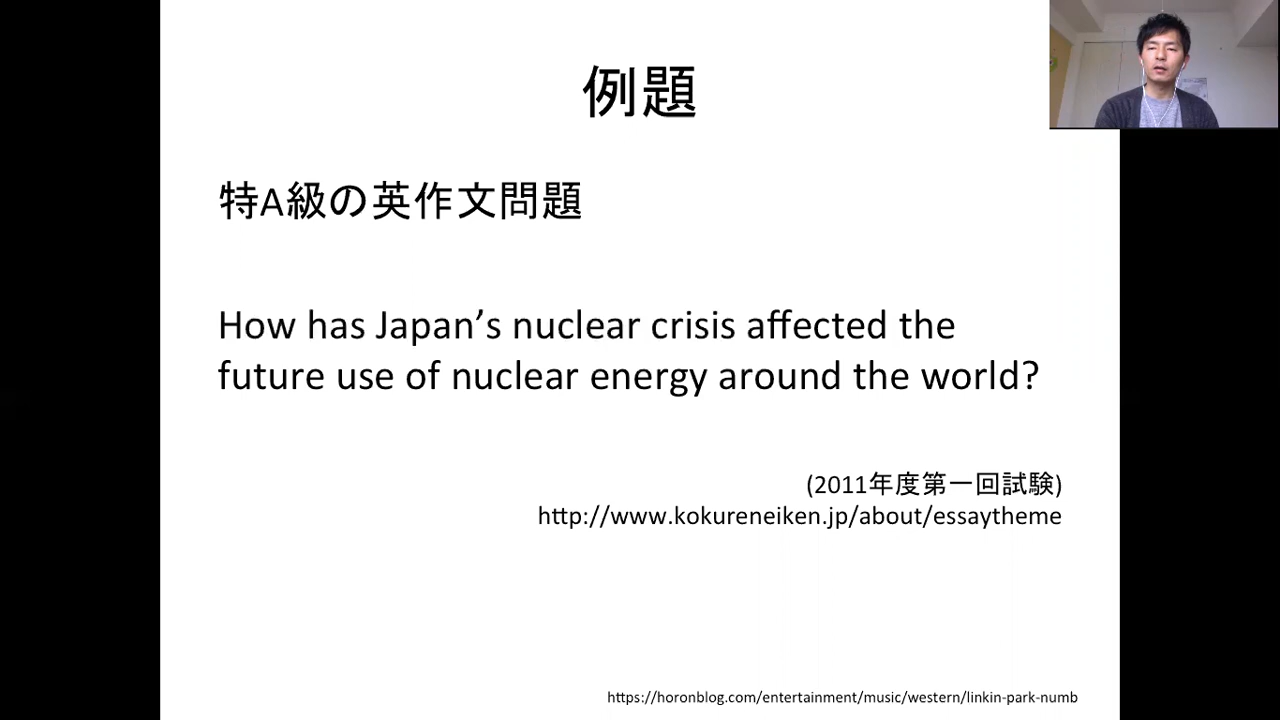 例題
特A級の英作文問題
How has Japan’s nuclear crisis affected the
future use of nuclear energy around the world?
(2011年度第一回試験)
http://www.kokureneiken.jp/about/essaytheme
https://horonblog.com/entertainment/music/western/linkin-park-numb